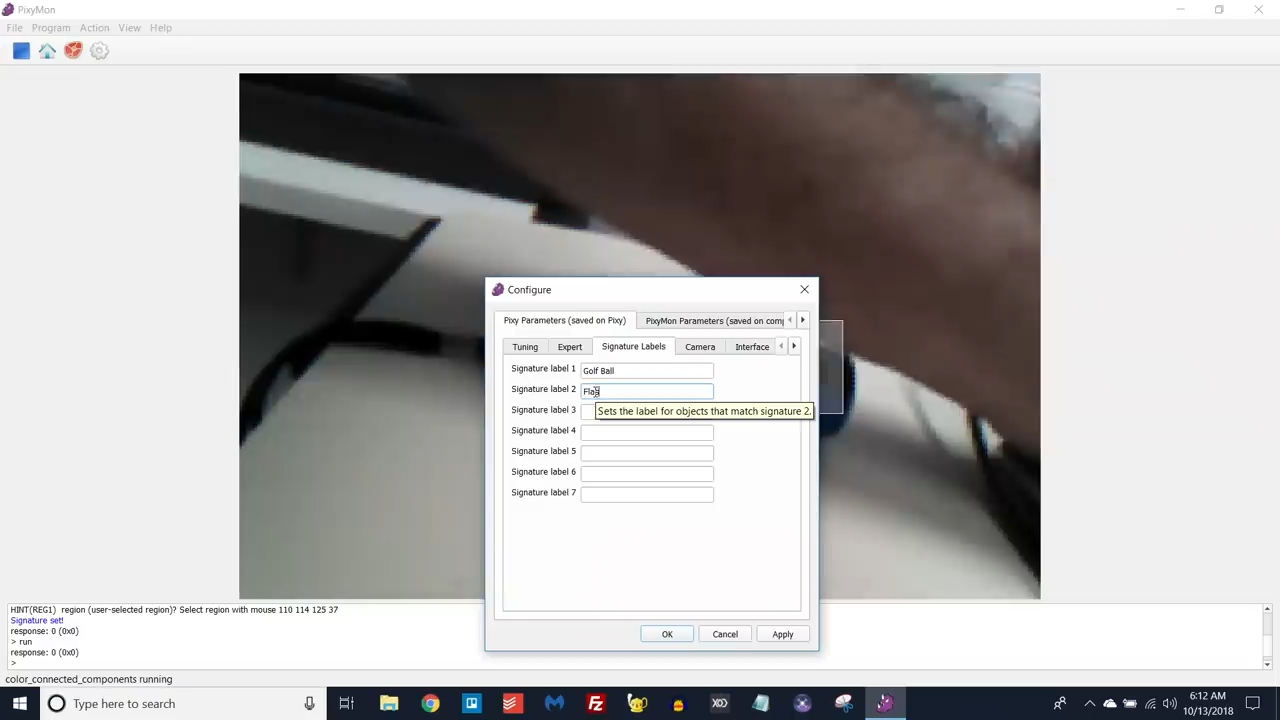 PixyMon
File Program Action View Help
Configure
Pixy Parameters (saved on Pixy) PixyMon Parameters (saved on comp
Tuning Expert Signature Labels Camera Interface
Signature label 1 Golf Ball
Signature label 2 Flag
Sets the label for objects that match signature 2.
Signature label 3
Signature label 4
Signature label 5
Signature label 6
Signature label 7
OK Cancel Apply
HINT(REG1) region (user-selected region)? Select region with mouse 110 114 125 37
Signature set!
response: 0 (0x0)
> run
response: 0 (0x0)
>
color_connected_components running
Type here to search
6:12 AM
10/13/2018